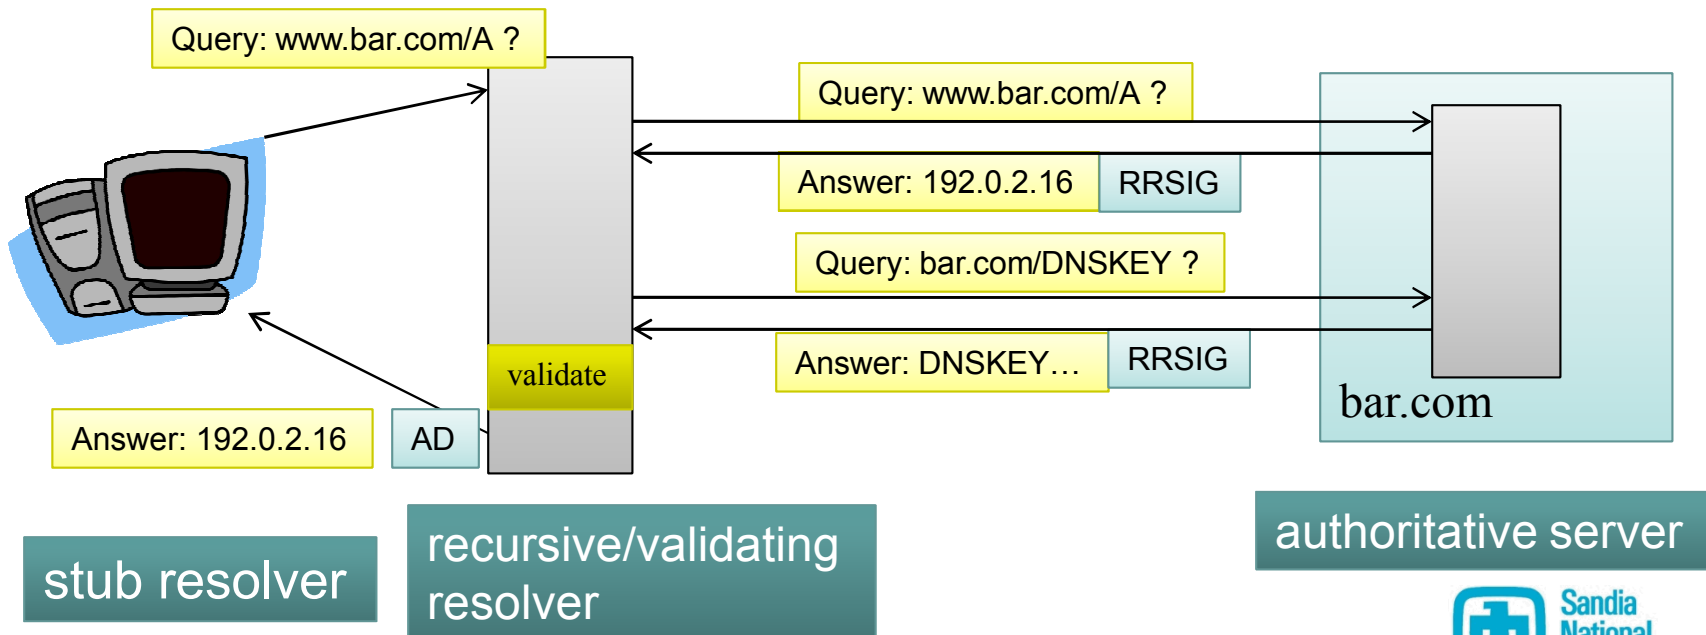 Query: www.bar.com/A ?
Query: www.bar.com/A ?
Answer: 192.0.2.16
RRSIG
Query: bar.com/DNSKEY ?
Answer: DNSKEY…
RRSIG
validate
bar.com
Answer: 192.0.2.16
AD
stub resolver
recursive/validating
resolver
authoritative server
Sandia
National